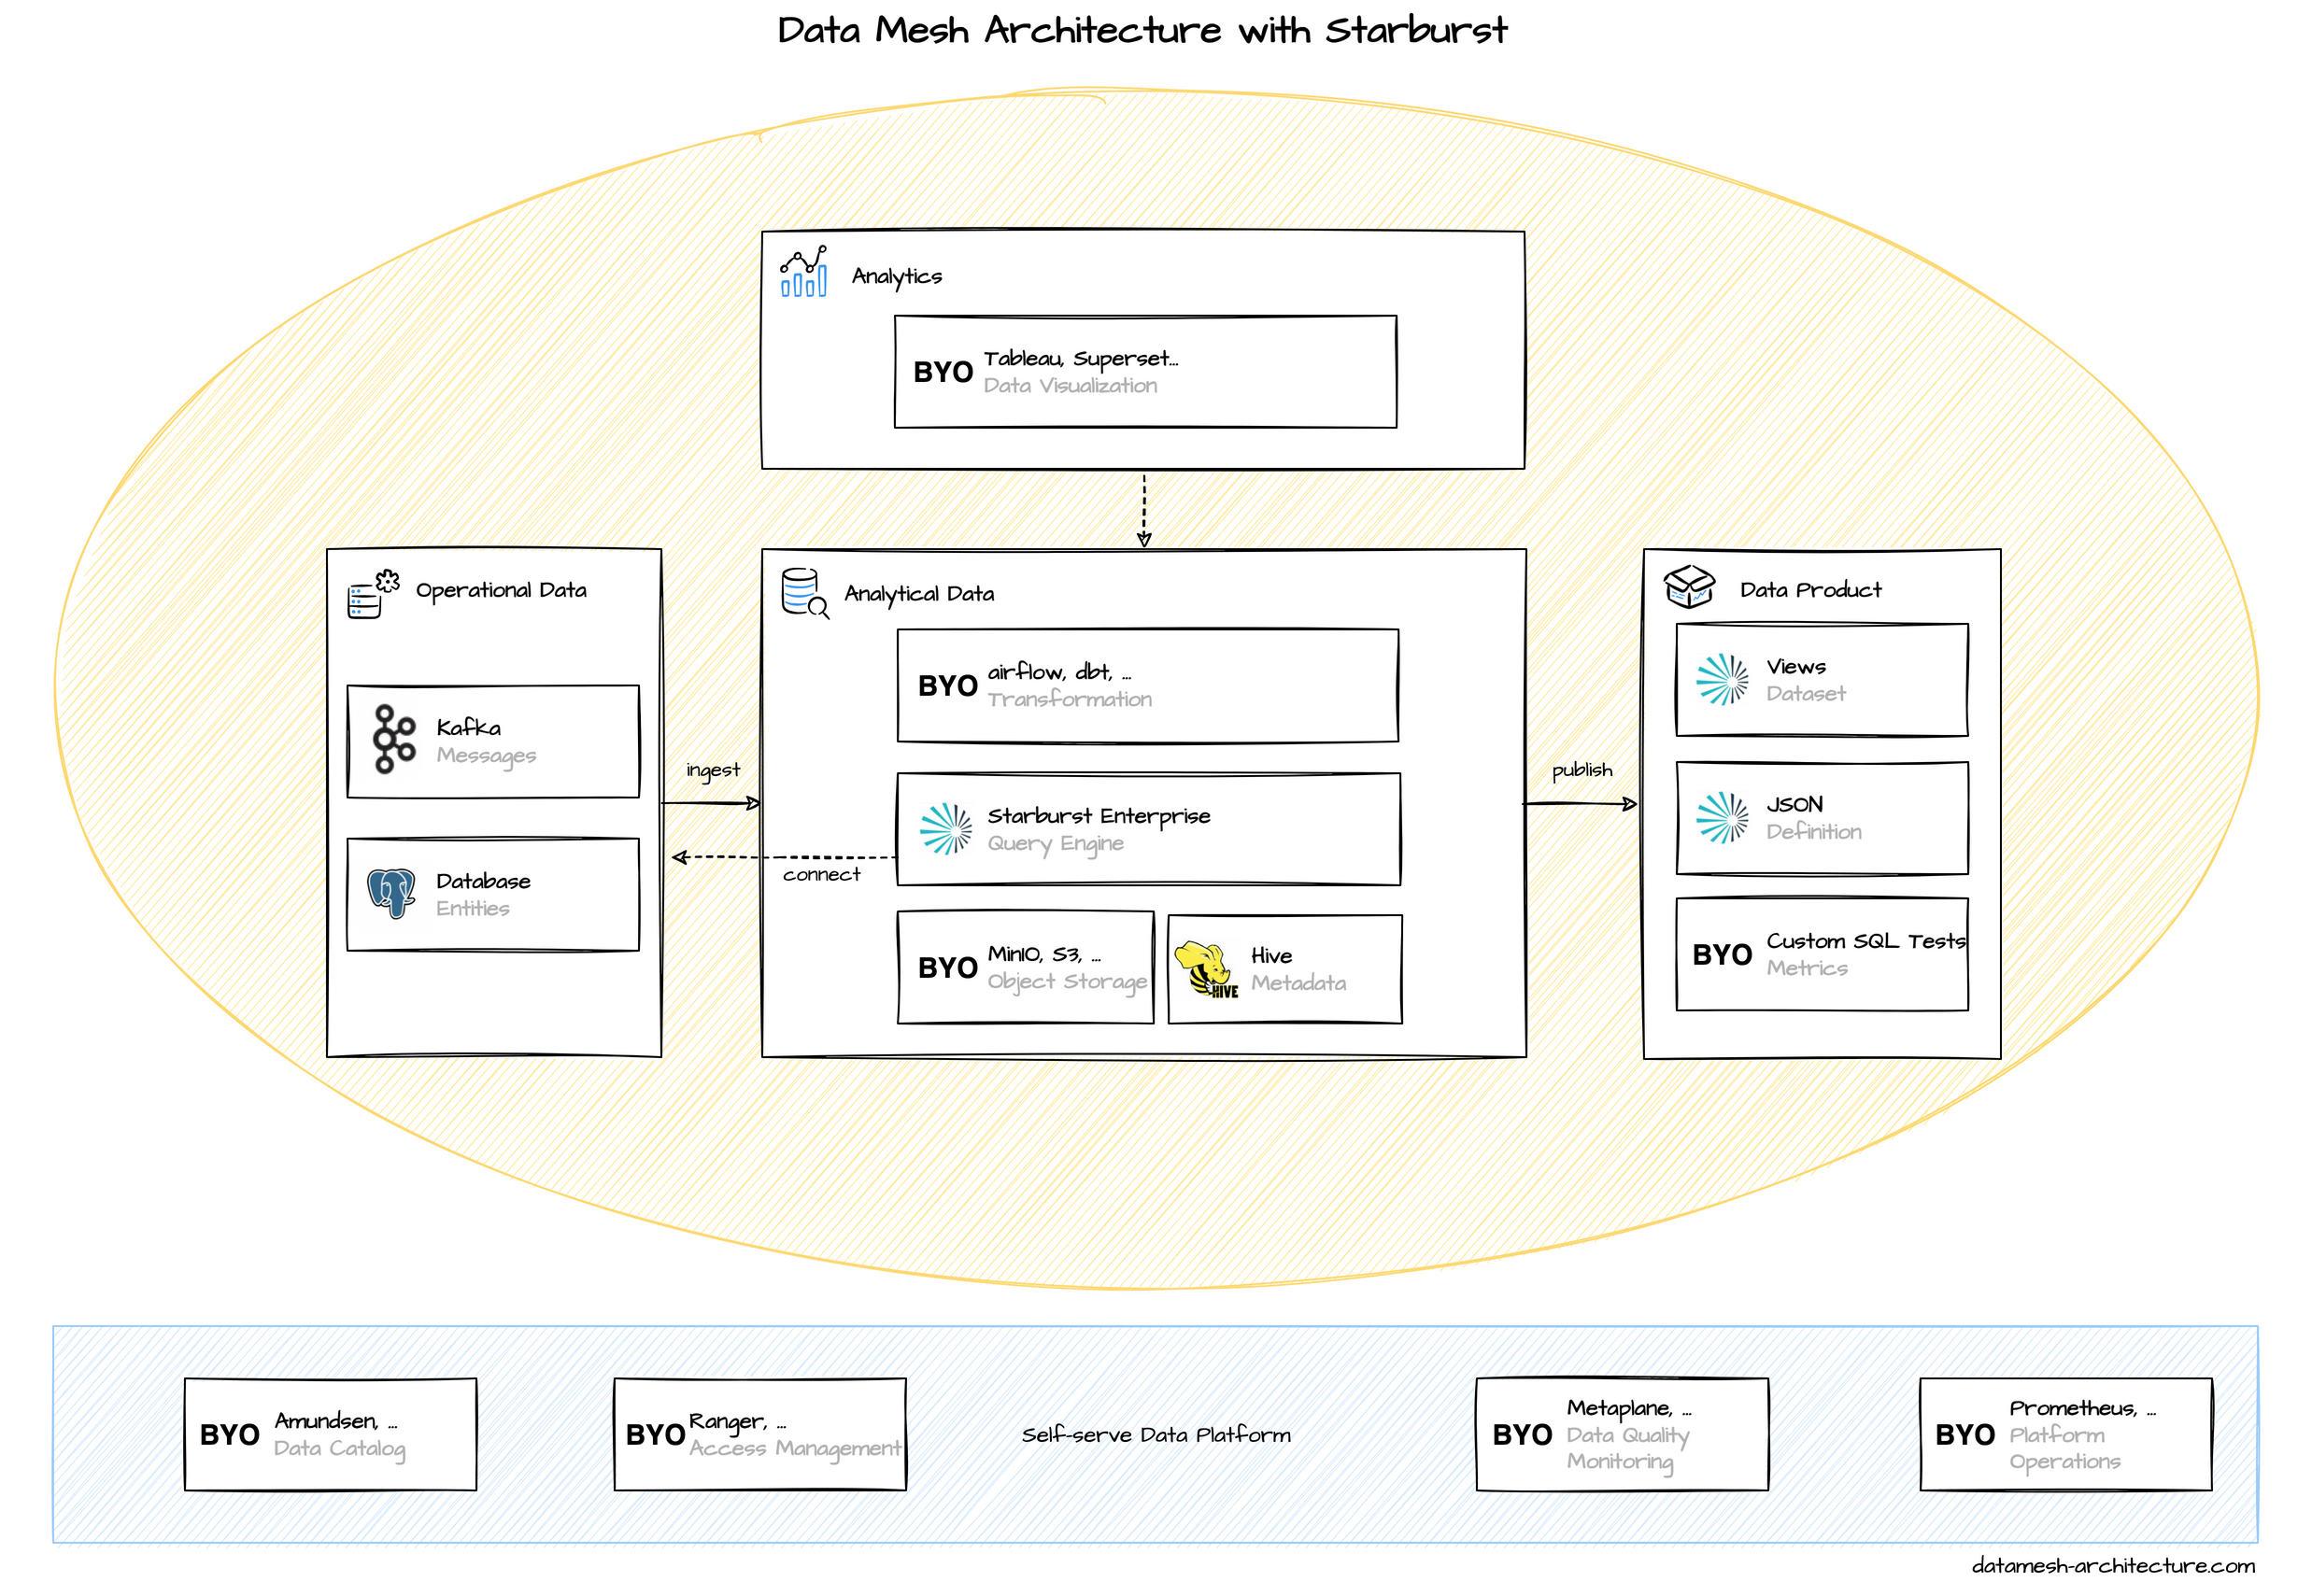 Data Mesh Architecture with Starburst
Analytics
BYO
Tableau, Superset...
Data Visualization
Operational Data
Kafka
Messages
Database
Entities
ingest
connect
Analytical Data
BYO
airflow, dbt, ...
Transformation
Starburst Enterprise
Query Engine
BYO
MinIO, S3, ...
Object Storage
HIVE
Hive
Metadata
publish
Data Product
Views
Dataset
JSON
Definition
BYO
Custom SQL Tests
Metrics
BYO
Amundsen, ...
Data Catalog
BYO
Ranger, ...
Access Management
Self-serve Data Platform
BYO
Metaplane, ...
Data Quality
Monitoring
BYO
Prometheus, ...
Platform
Operations
datamesh-architecture.com